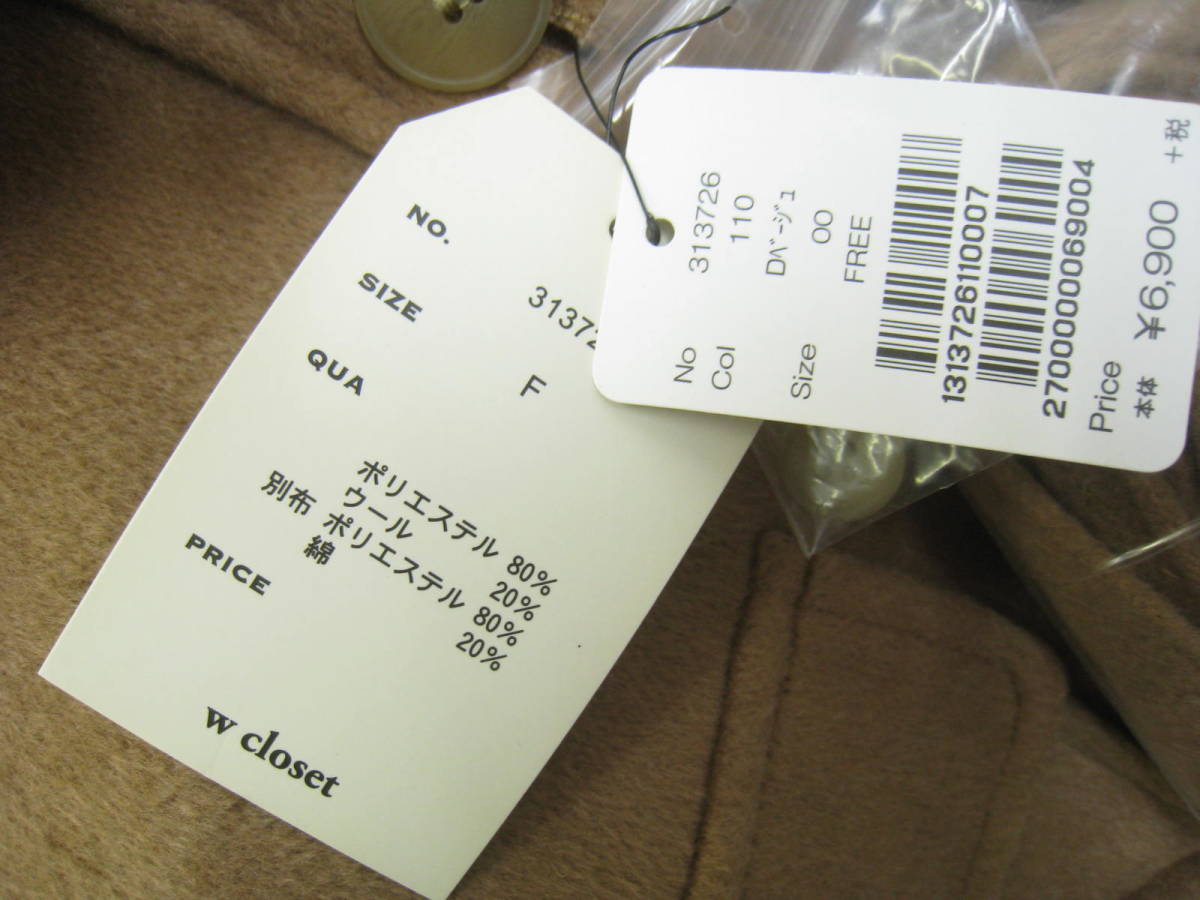 NO. 31372
SIZE F
QUA
ポリエステル 80%
ウール 20%
別布 ポリエステル 80%
綿 20%
PRICE
w closet
No 313726
Col 110
Dﾍﾞｰｼﾞｭ
Size 00
FREE
1313726110007
2700000069004
Price
本体 ¥6,900 +税